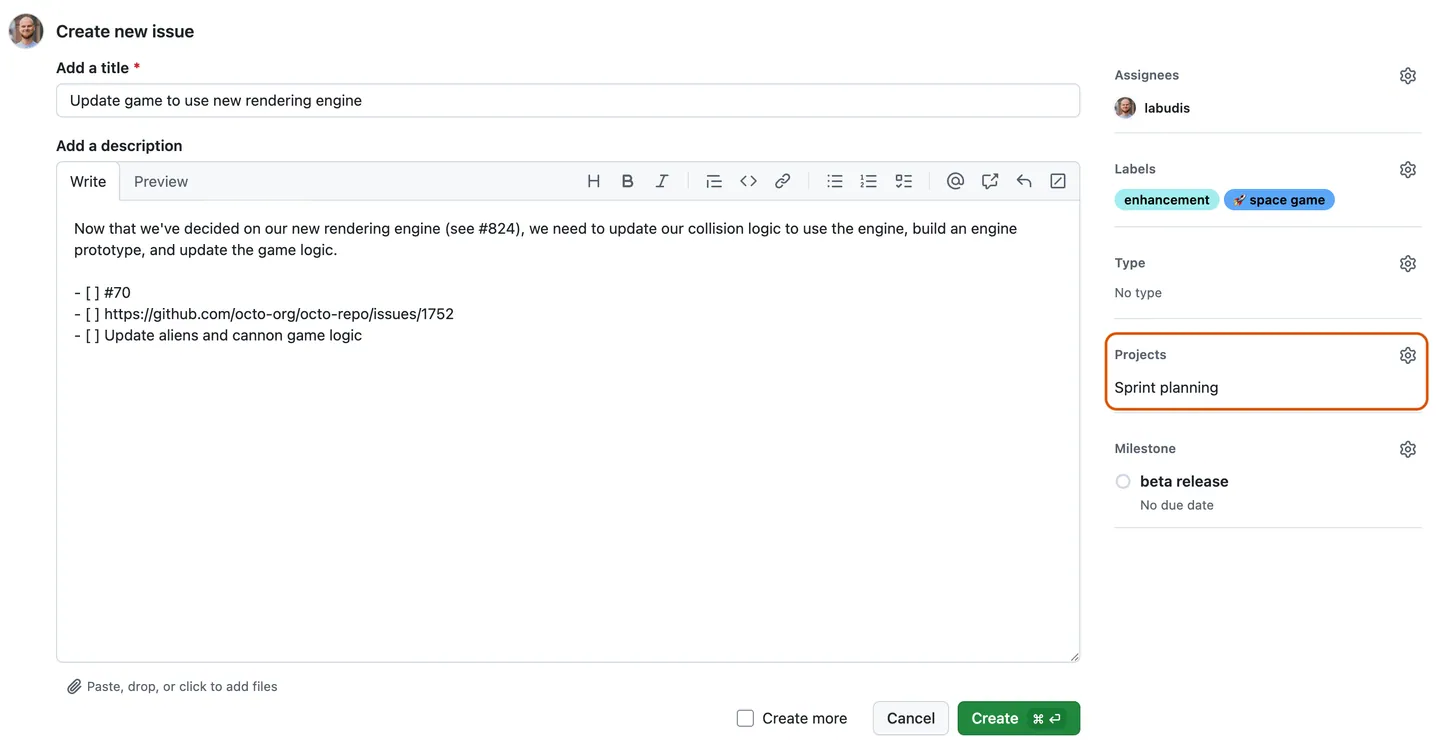 Create new issue
Add a title *
Update game to use new rendering engine
Add a description
Write
Preview
Now that we've decided on our new rendering engine (see #824), we need to update our collision logic to use the engine, build an engine
prototype, and update the game logic.
- [ ] #70
- [ ] https://github.com/octo-org/octo-repo/issues/1752
- [ ] Update aliens and cannon game logic
Paste, drop, or click to add files
Create more
Cancel
Create ⌘ ↵
Assignees
labudis
Labels
enhancement
🚀 space game
Type
No type
Projects
Sprint planning
Milestone
beta release
No due date